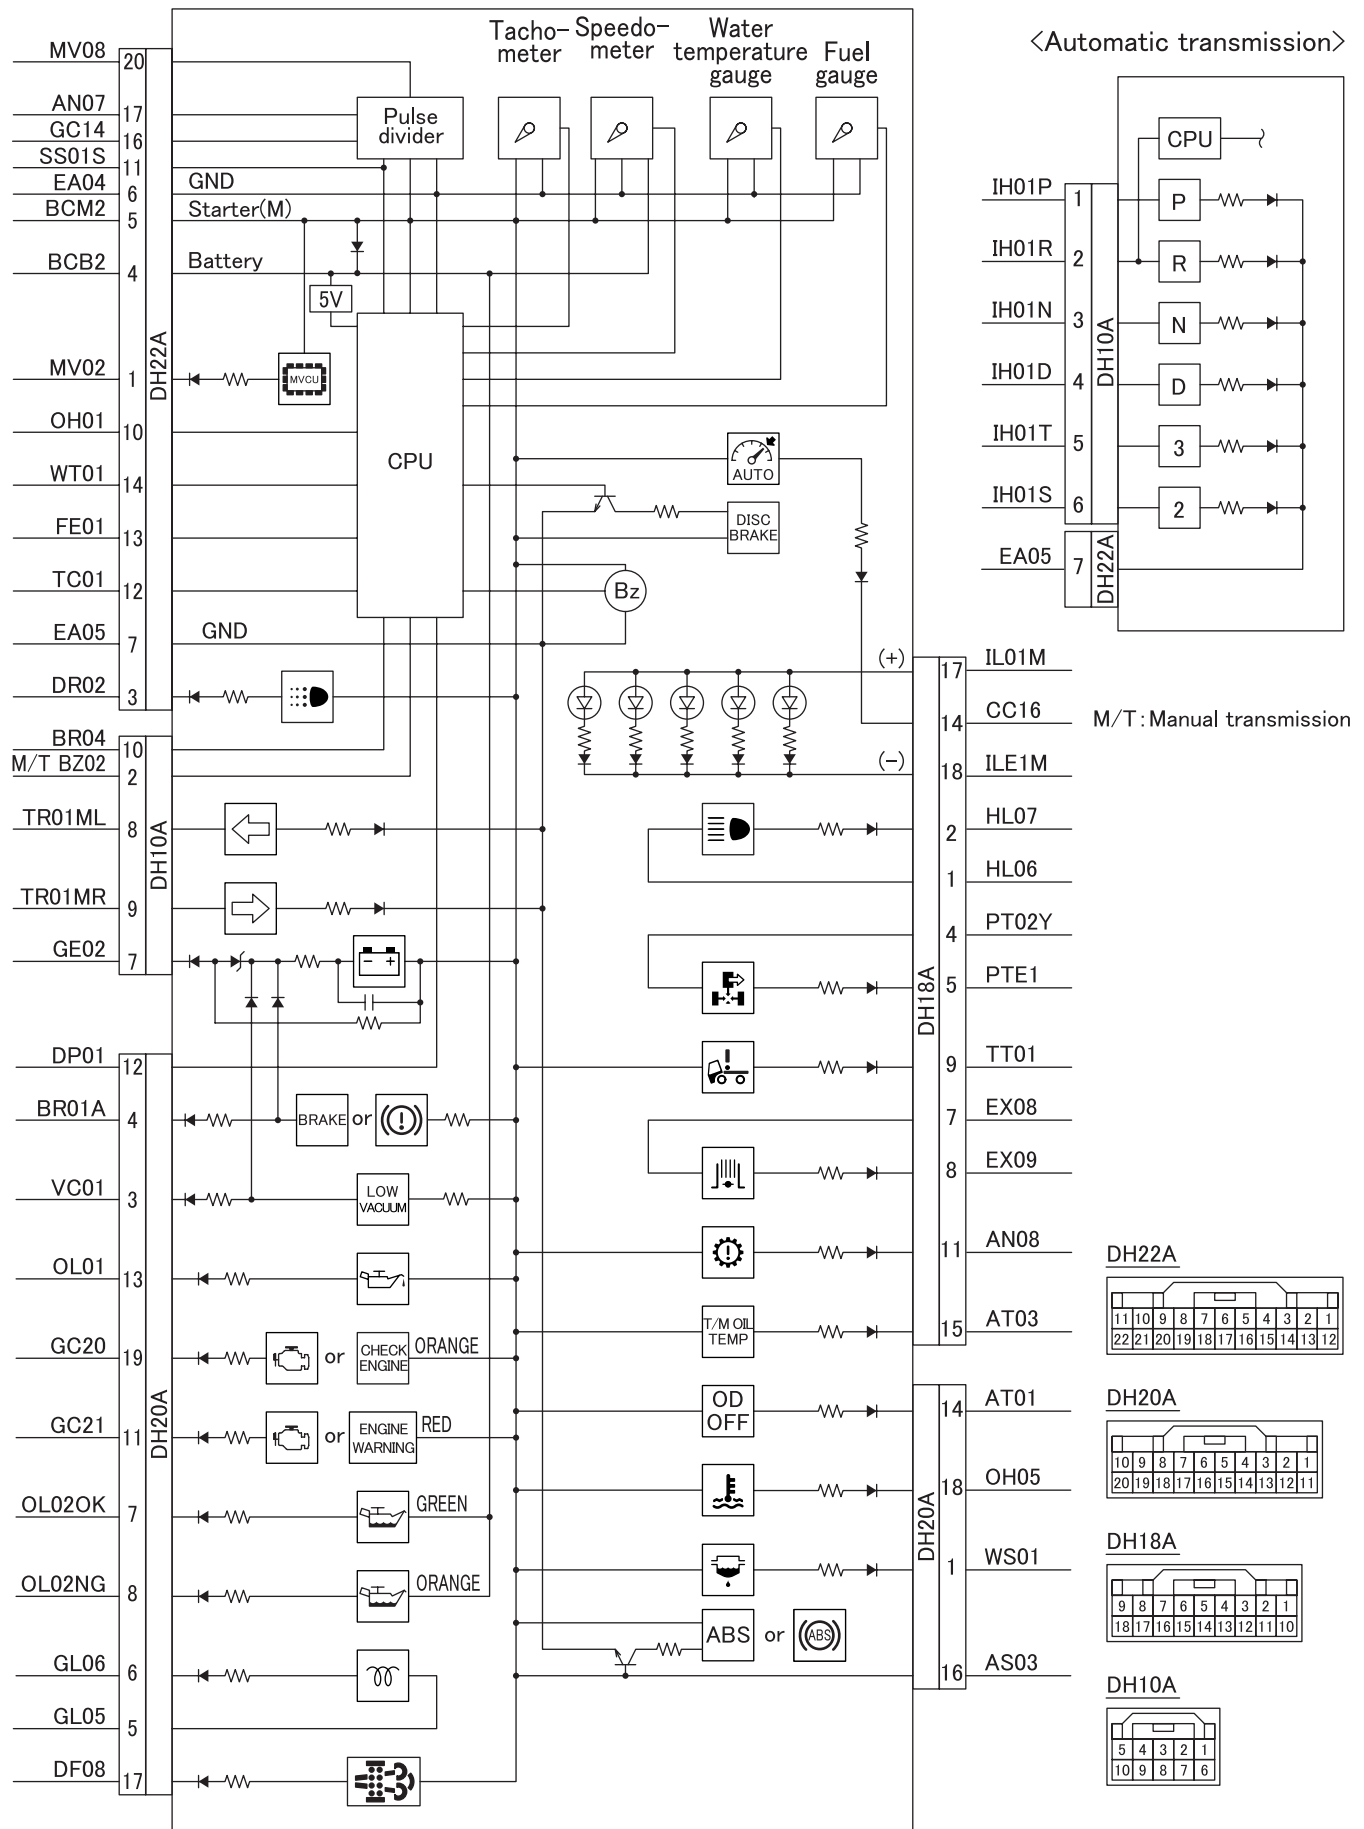 Tacho-
meter
Speedo-
meter
Water
temperature
gauge
Fuel
gauge
<Automatic transmission>
MV08
20
AN07
17
GC14
16
SS01S
11
EA04
6
GND
BCM2
5
Starter(M)
BCB2
4
Battery
Pulse
divider
5V
MV02
1
MVCU
DH22A
OH01
10
WT01
14
FE01
13
TC01
12
EA05
7
GND
DR02
3
CPU
AUTO
DISC
BRAKE
Bz
BR04
10
M/T BZ02
2
TR01ML
8
DH10A
TR01MR
9
GE02
7
DP01
12
BR01A
4
BRAKE or
VC01
3
LOW
VACUUM
OL01
13
GC20
19
or
CHECK
ENGINE
ORANGE
DH20A
GC21
11
or
ENGINE
WARNING
RED
OL02OK
7
GREEN
OL02NG
8
ORANGE
GL06
6
GL05
5
DF08
17
(+)
17
IL01M
14
CC16
(-)
18
ILE1M
2
HL07
1
HL06
4
PT02Y
5
PTE1
DH18A
9
TT01
7
EX08
8
EX09
11
AN08
T/M OIL
TEMP
15
AT03
OD
OFF
14
AT01
18
OH05
DH20A
1
WS01
ABS or ABS
16
AS03
CPU
IH01P
1
P
IH01R
2
R
IH01N
3
N
DH10A
IH01D
4
D
IH01T
5
3
IH01S
6
2
EA05
7
DH22A
M/T:Manual transmission
DH22A
11 10 9 8 7 6 5 4 3 2 1
22 21 20 19 18 17 16 15 14 13 12
DH20A
10 9 8 7 6 5 4 3 2 1
20 19 18 17 16 15 14 13 12 11
DH18A
9 8 7 6 5 4 3 2 1
18 17 16 15 14 13 12 11 10
DH10A
5 4 3 2 1
10 9 8 7 6